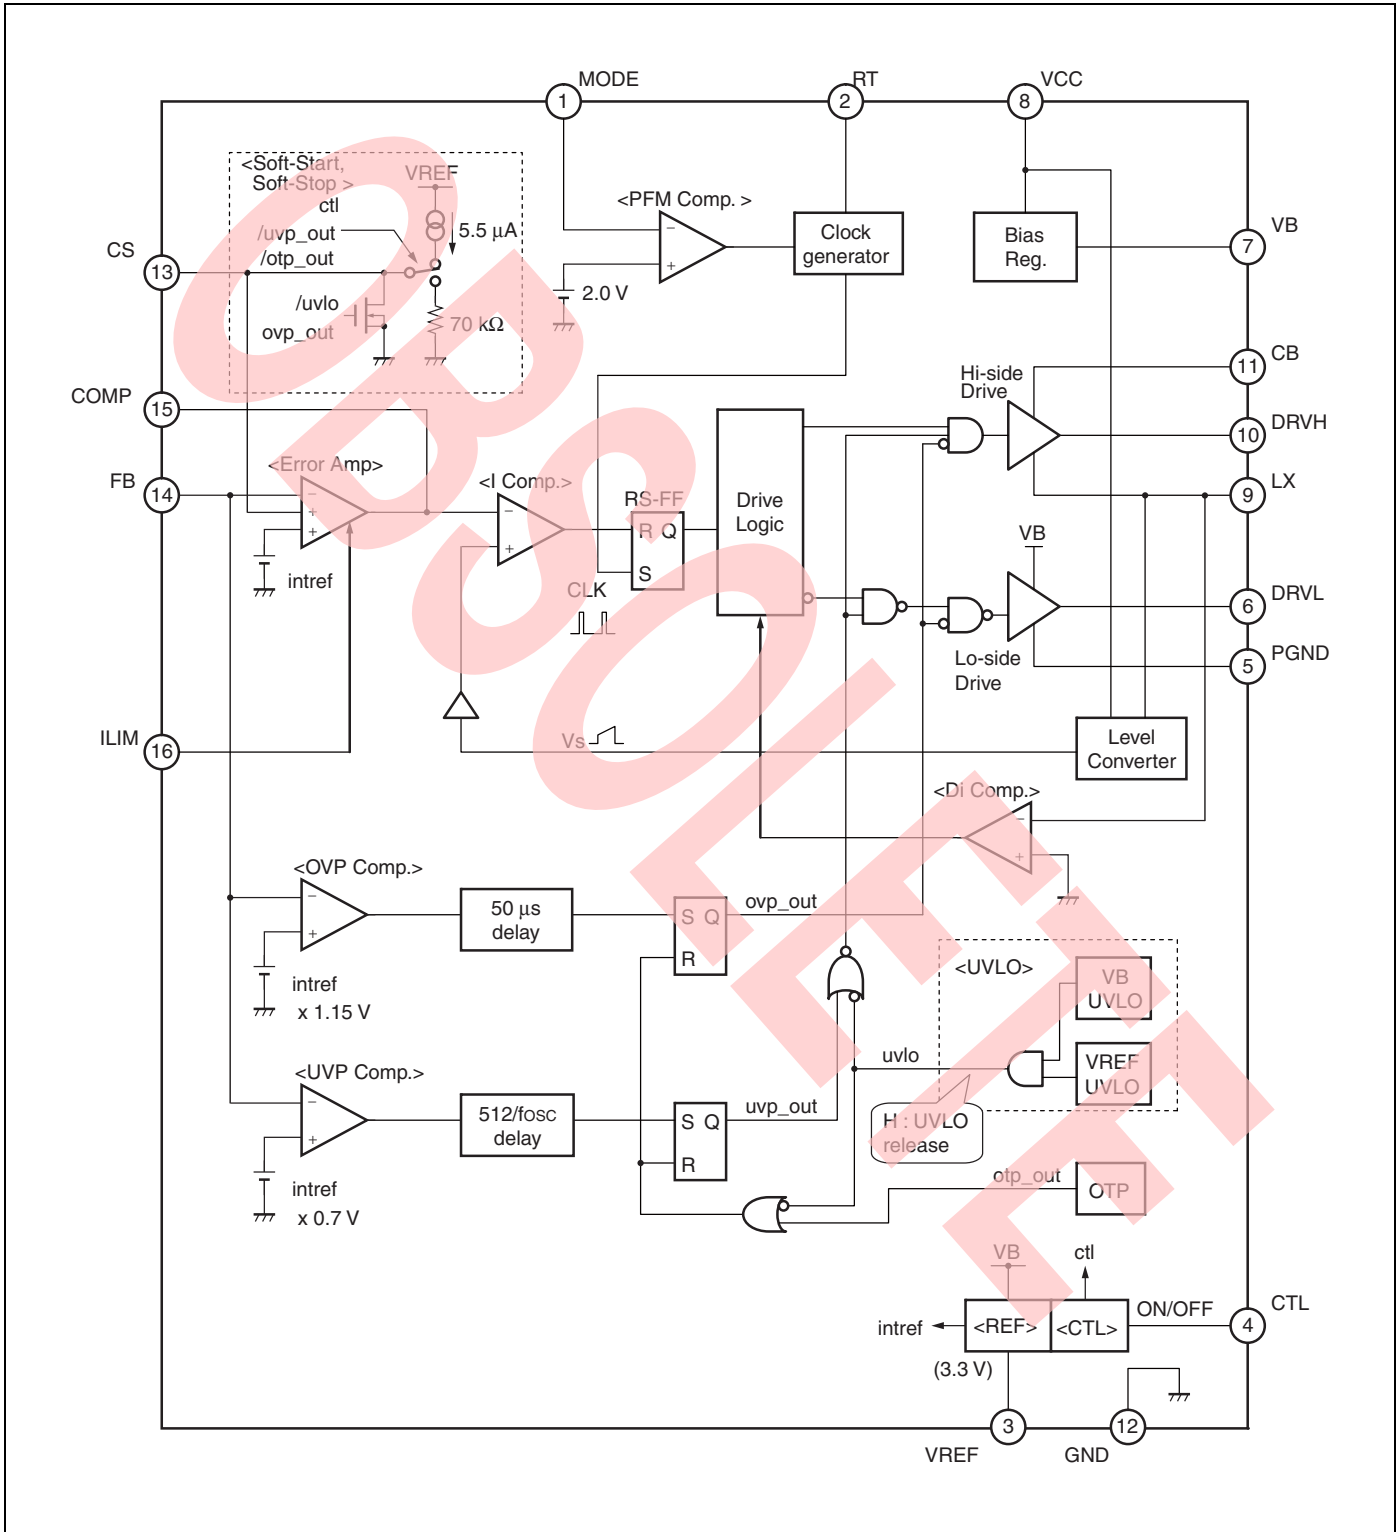 MODE
1
RT
2
VCC
8
<Soft-Start,
Soft-Stop >
ctl
/uvp_out
/otp_out
VREF
5.5 μA
/uvlo
ovp_out
70 kΩ
<PFM Comp. >
−
+
2.0 V
Clock
generator
Bias
Reg.
VB
7
CS
13
CB
11
Hi-side
Drive
DRVH
10
COMP
15
LX
9
FB
14
<Error Amp>
−
+
+
intref
<I Comp.>
−
+
RS-FF
R Q
S
CLK
Drive
Logic
VB
DRVL
6
Lo-side
Drive
PGND
5
ILIM
16
Vs
Level
Converter
<Di Comp.>
−
+
<OVP Comp.>
−
+
intref
x 1.15 V
50 μs
delay
S Q
R
ovp_out
<UVLO>
VB
UVLO
VREF
UVLO
uvlo
H : UVLO
release
<UVP Comp.>
−
+
intref
x 0.7 V
512/fOSC
delay
S Q
R
uvp_out
otp_out
OTP
VB
ctl
intref
<REF>
<CTL>
ON/OFF
CTL
4
(3.3 V)
VREF
3
GND
12
OBSOLETE